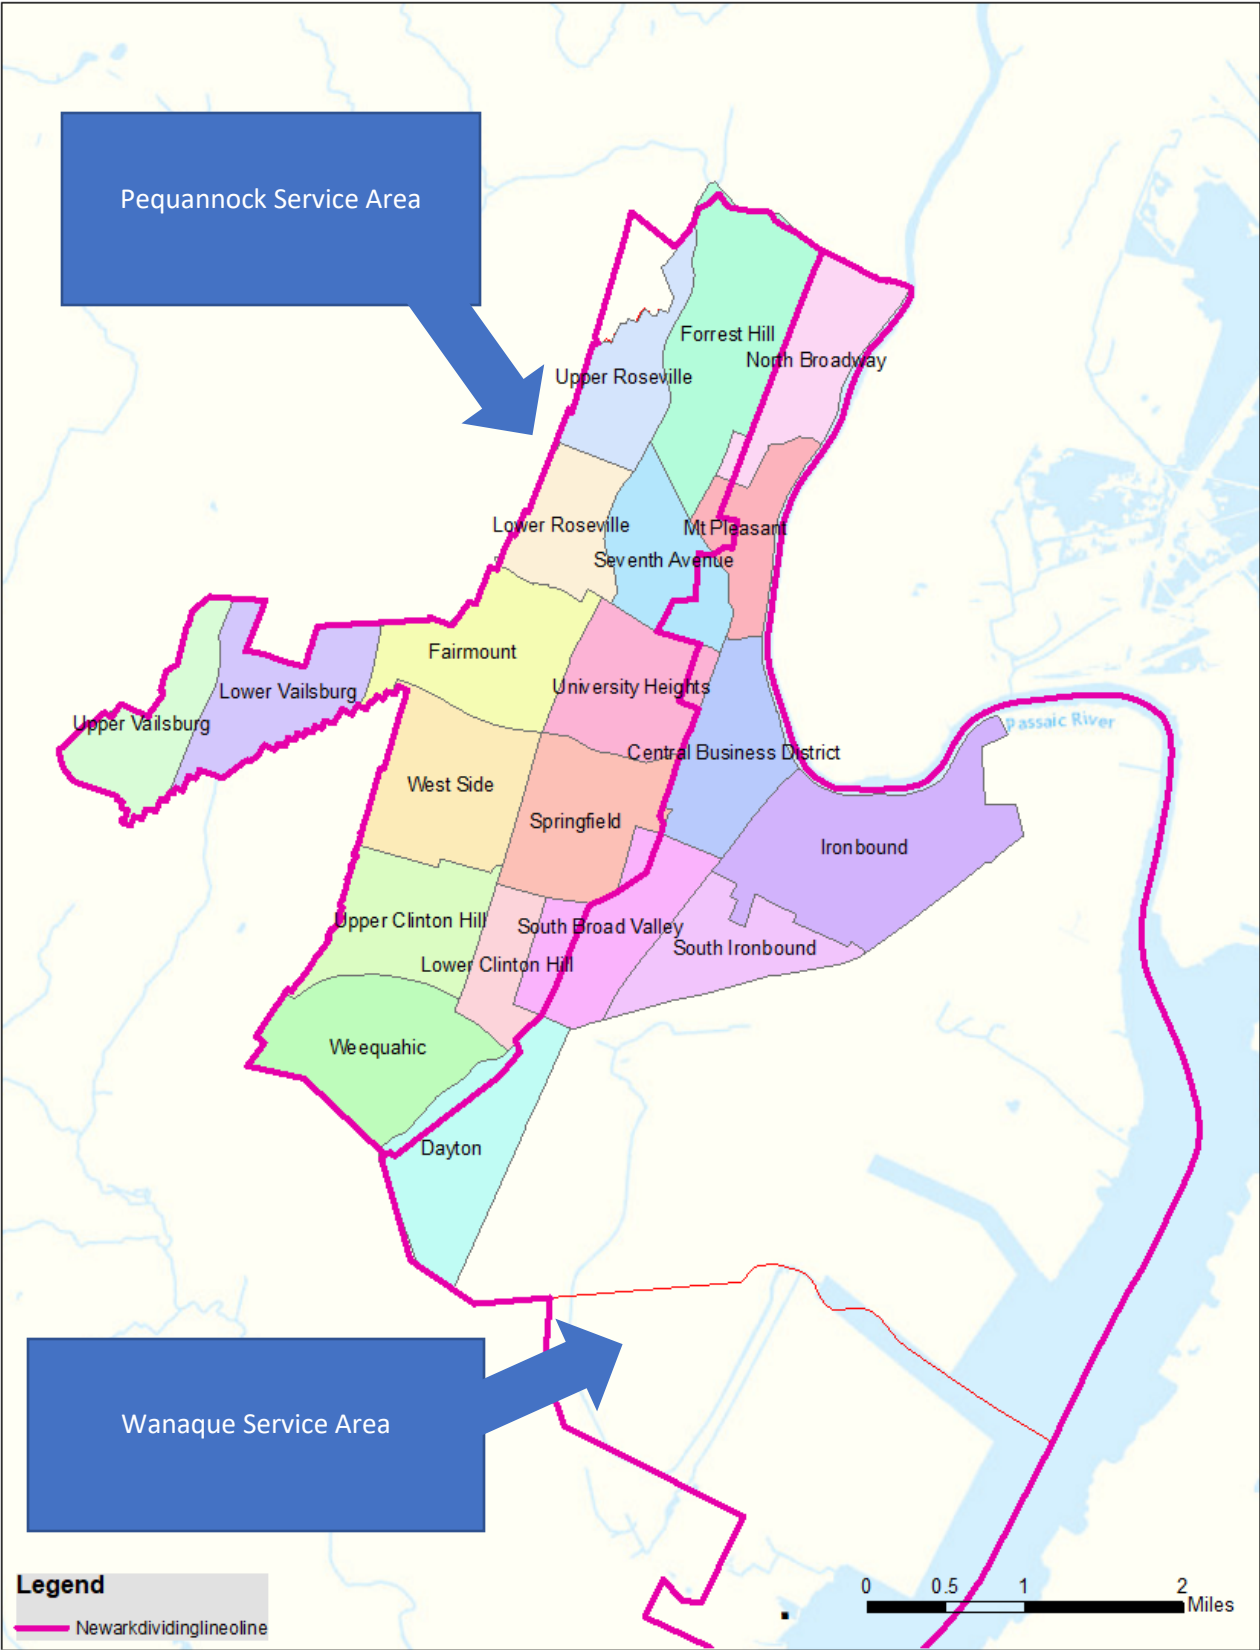 Pequannock Service Area
Forrest Hill
North Broadway
Upper Roseville
Lower Roseville
Mt Pleasant
Seventh Avenue
Fairmount
University Heights
Lower Vailsburg
Upper Vailsburg
Passaic River
Central Business District
West Side
Springfield
Ironbound
Upper Clinton Hill
South Broad Valley
South Ironbound
Lower Clinton Hill
Weequahic
Dayton
Wanaque Service Area
Legend
Newarkdividinglineoline
0 0.5 1 2
Miles